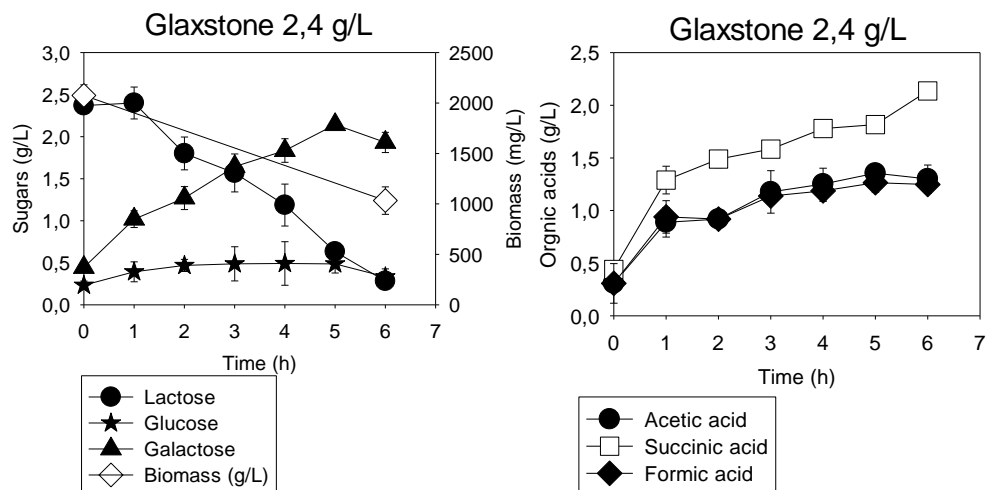 Glaxstone 2,4 g/L
3,0
2,5
2,0
1,5
1,0
0,5
0,0
Sugars (g/L)
2500
2000
1500
1000
500
0
Biomass (mg/L)
0 1 2 3 4 5 6 7
Time (h)
Lactose
Glucose
Galactose
Biomass (g/L)
Glaxstone 2,4 g/L
2,5
2,0
1,5
1,0
0,5
0,0
Orgnic acids (g/L)
0 1 2 3 4 5 6 7
Time (h)
Acetic acid
Succinic acid
Formic acid